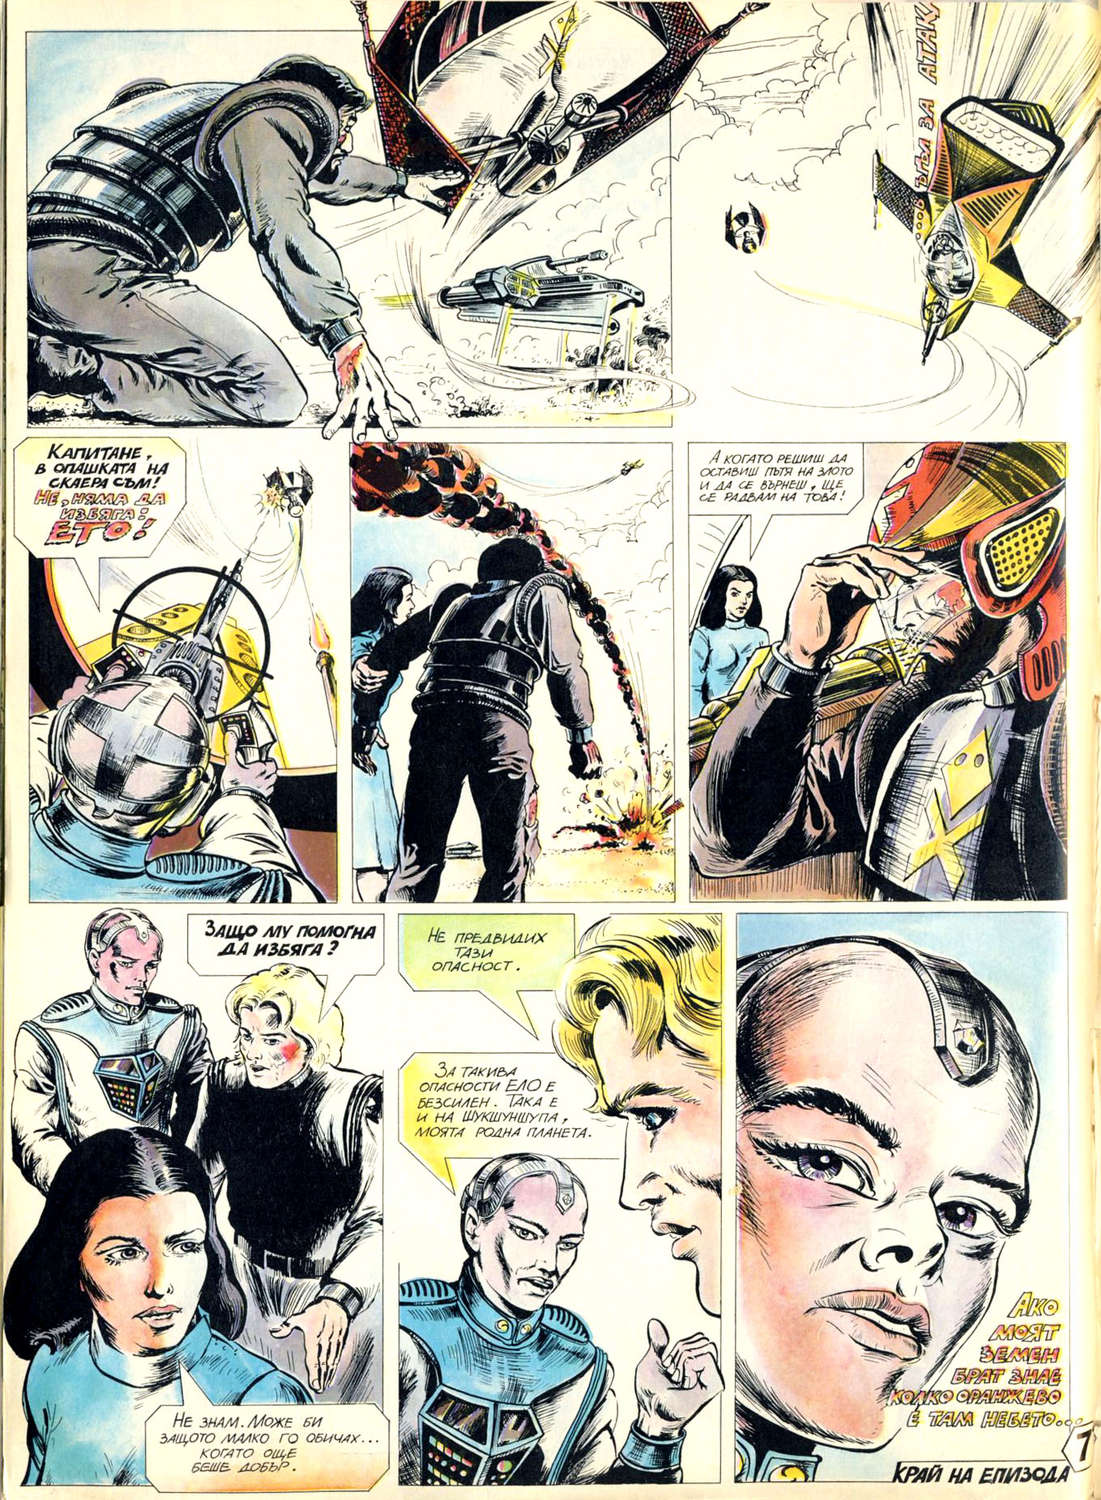 ...ОВ ВЪЛ ЗА АТАКА
КАПИТАНЕ,
В ОПАШКАТА НА
СКАЕРА СЪМ!
НЕ, НЯМА ДА
ИЗБЯГА:
ЕТО!
А КОГАТО РЕШИШ ДА
ОСТАВИШ ПЪТЯ НА ЗЛОТО
И ДА СЕ ВЪРНЕШ, ЩЕ
СЕ РАДВАМ НА ТОВА!
ЗАЩО МУ ПОМОГНА
ДА ИЗБЯГА?
НЕ ЗНАМ. МОЖЕ БИ
ЗАЩОТО МАЛКО ГО ОБИЧАХ...
КОГАТО ОЩЕ
БЕШЕ ДОБЪР.
НЕ ПРЕДВИДИХ
ТАЗИ
ОПАСНОСТ.
ЗА ТАКИВА
ОПАСНОСТИ ЕЛО Е
БЕЗСИЛЕН. ТАКА Е
И НА ШУКШУНШУПА,
МОЯТА РОДНА ПЛАНЕТА.
АКО
МОЯТ
ЗЕМЕН
БРАТ ЗНАЕ
КОЛКО ОРАНЖЕВО
Е ТАМ НЕБЕТО...
КРАЙ НА ЕПИЗОДА
7